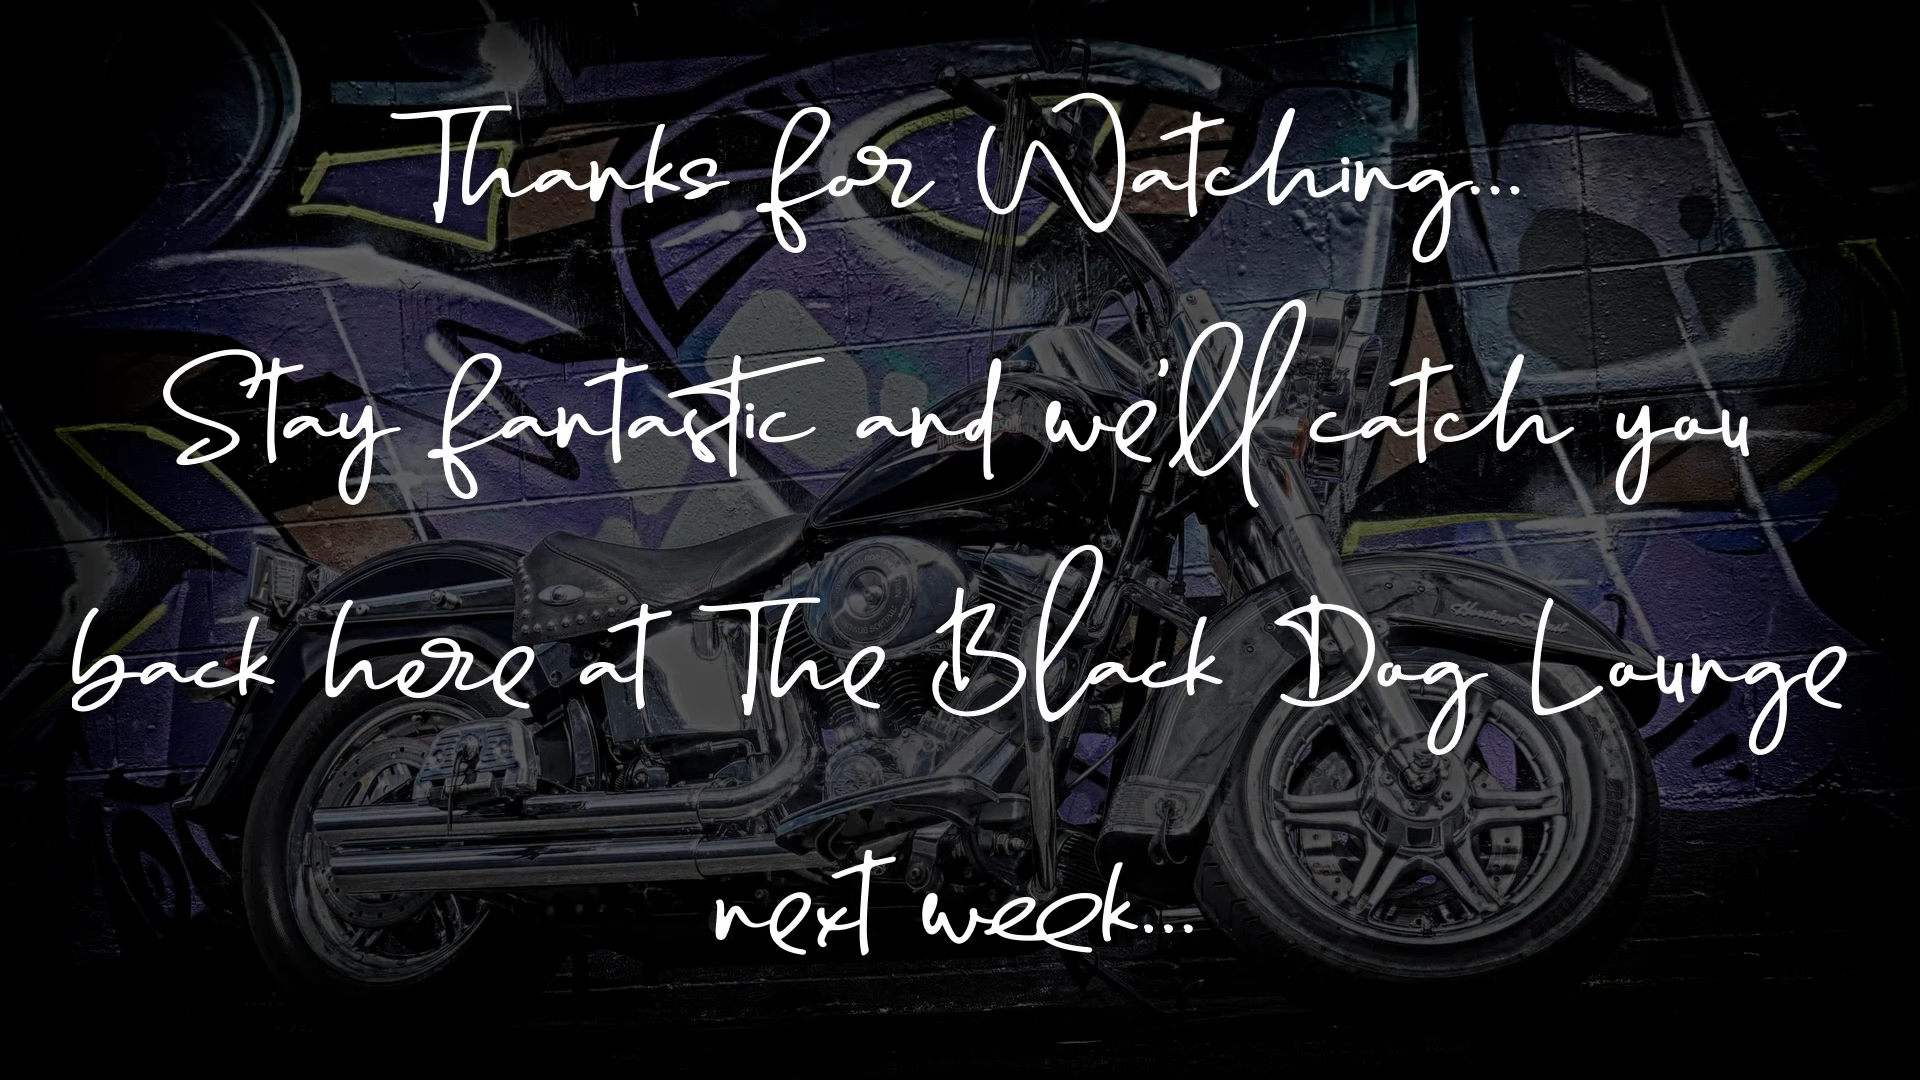 Thanks for Watching...
Stay fantastic and we'll catch you
back here at The Black Dog Lounge
next week...